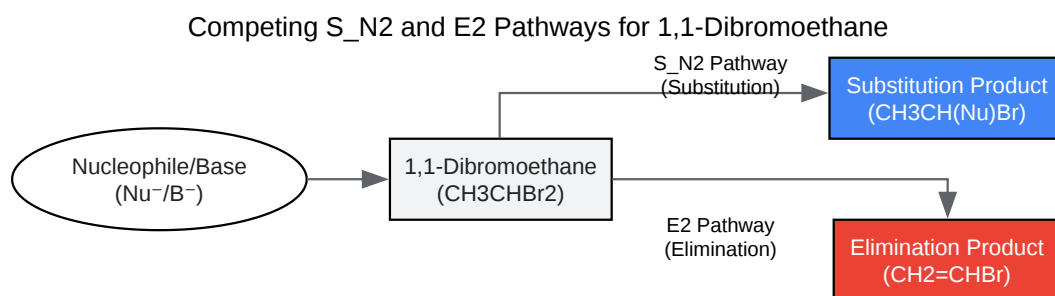 Competing S_N2 and E2 Pathways for 1,1-Dibromoethane
S_N2 Pathway
(Substitution)
Substitution Product
(CH3CH(Nu)Br)
Nucleophile/Base
(Nu⁻/B⁻)
1,1-Dibromoethane
(CH3CHBr2)
E2 Pathway
(Elimination)
Elimination Product
(CH2=CHBr)